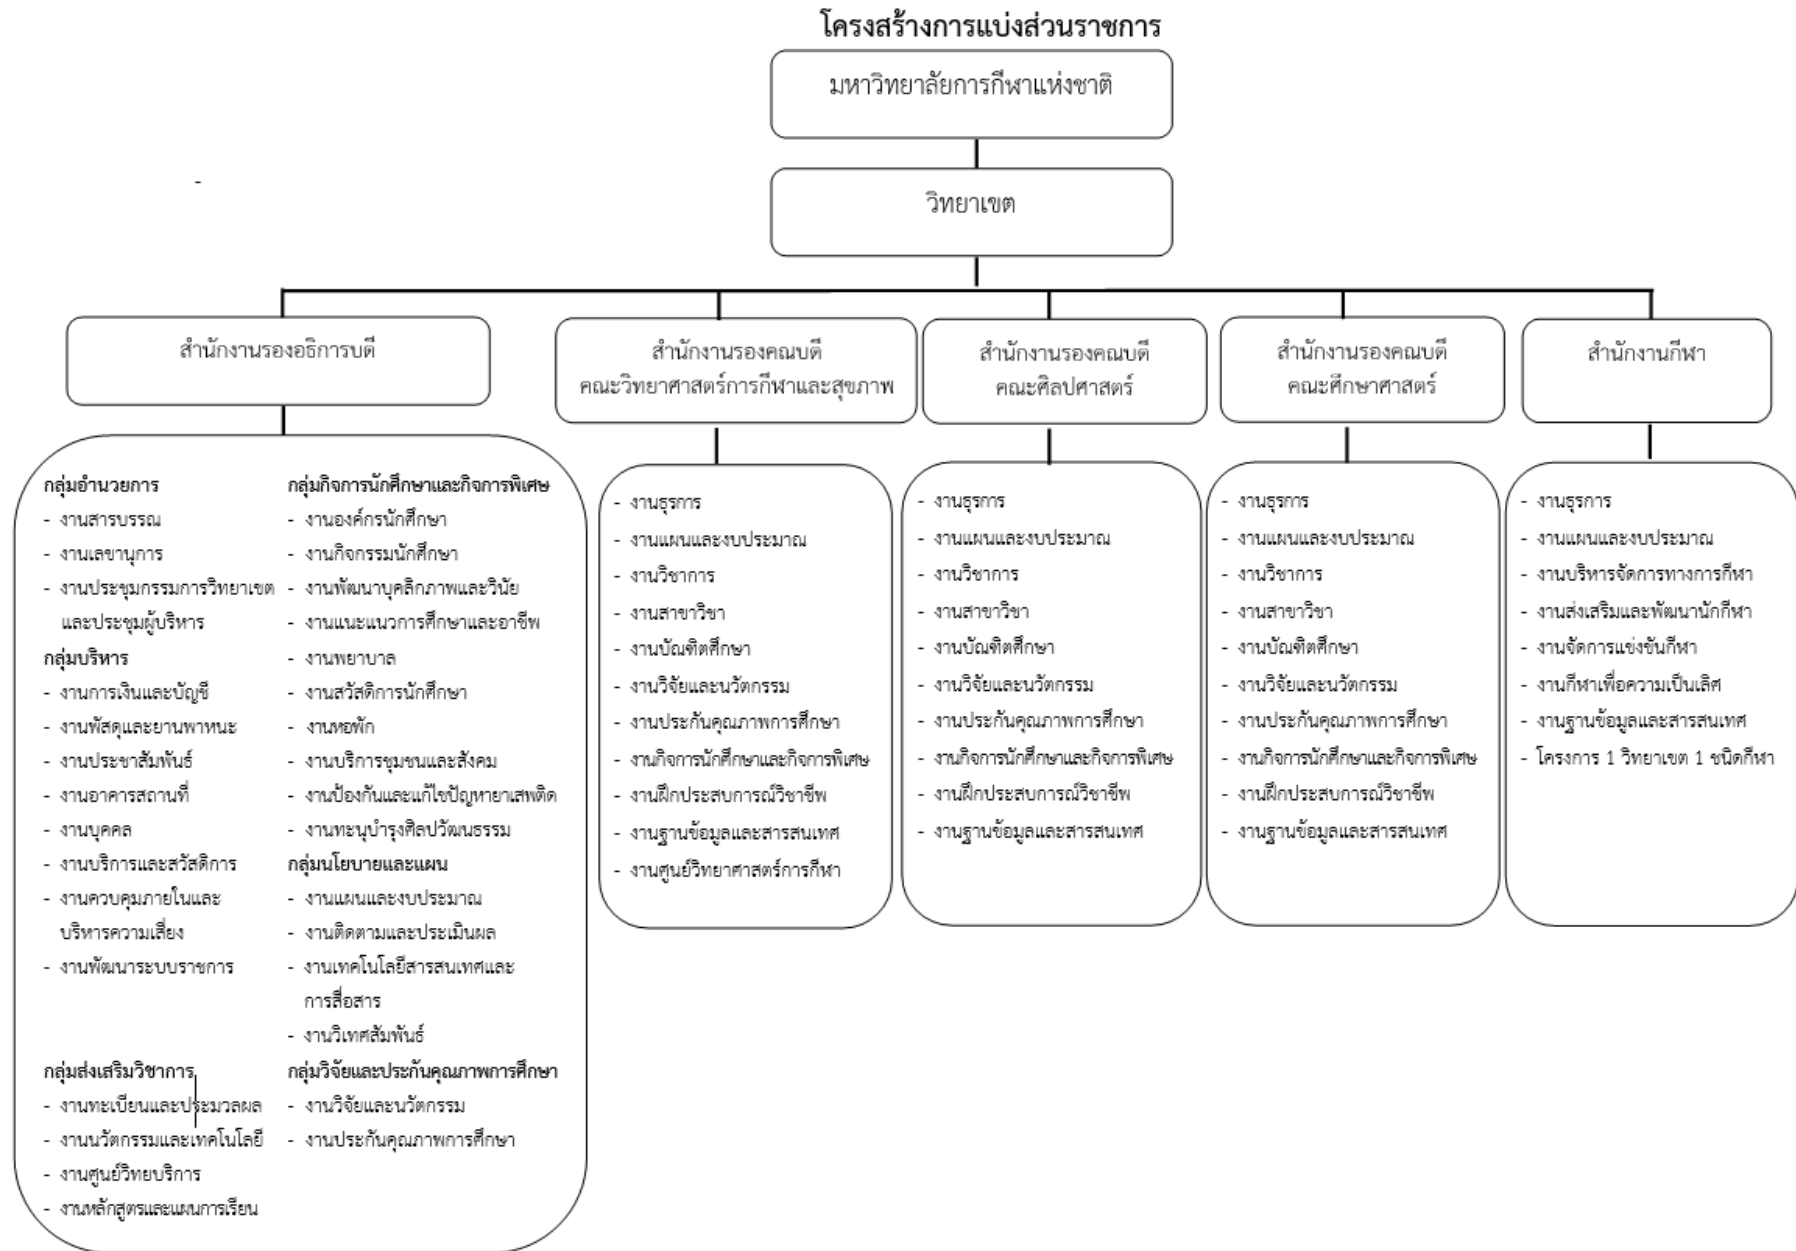 โครงสร้างการแบ่งส่วนราชการ
มหาวิทยาลัยการกีฬาแห่งชาติ
-
วิทยาเขต
สำนักงานรองอธิการบดี
สำนักงานรองคณบดี
คณะวิทยาศาสตร์การกีฬาและสุขภาพ
สำนักงานรองคณบดี
คณะศิลปศาสตร์
สำนักงานรองคณบดี
คณะศึกษาศาสตร์
สำนักงานกีฬา
กลุ่มอำนวยการ
- งานสารบรรณ
- งานเลขานุการ
- งานประชุมกรรมการวิทยาเขต
และประชุมผู้บริหาร
กลุ่มบริหาร
- งานการเงินและบัญชี
- งานพัสดุและยานพาหนะ
- งานประชาสัมพันธ์
- งานอาคารสถานที่
- งานบุคคล
- งานบริการและสวัสดิการ
- งานควบคุมภายในและ
บริหารความเสี่ยง
- งานพัฒนาระบบราชการ
กลุ่มส่งเสริมวิชาการ
- งานทะเบียนและประมวลผล
- งานนวัตกรรมและเทคโนโลยี
- งานศูนย์วิทยบริการ
- งานหลักสูตรและแผนการเรียน
กลุ่มกิจการนักศึกษาและกิจการพิเศษ
- งานองค์กรนักศึกษา
- งานกิจกรรมนักศึกษา
- งานพัฒนาบุคลิกภาพและวินัย
- งานแนะแนวการศึกษาและอาชีพ
- งานพยาบาล
- งานสวัสดิการนักศึกษา
- งานหอพัก
- งานบริการชุมชนและสังคม
- งานป้องกันและแก้ไขปัญหายาเสพติด
- งานทะนุบำรุงศิลปวัฒนธรรม
กลุ่มนโยบายและแผน
- งานแผนและงบประมาณ
- งานติดตามและประเมินผล
- งานเทคโนโลยีสารสนเทศและ
การสื่อสาร
- งานวิเทศสัมพันธ์
กลุ่มวิจัยและประกันคุณภาพการศึกษา
- งานวิจัยและนวัตกรรม
- งานประกันคุณภาพการศึกษา
- งานธุรการ
- งานแผนและงบประมาณ
- งานวิชาการ
- งานสาขาวิชา
- งานบัณฑิตศึกษา
- งานวิจัยและนวัตกรรม
- งานประกันคุณภาพการศึกษา
- งานกิจการนักศึกษาและกิจการพิเศษ
- งานฝึกประสบการณ์วิชาชีพ
- งานฐานข้อมูลและสารสนเทศ
- งานศูนย์วิทยาศาสตร์การกีฬา
- งานธุรการ
- งานแผนและงบประมาณ
- งานวิชาการ
- งานสาขาวิชา
- งานบัณฑิตศึกษา
- งานวิจัยและนวัตกรรม
- งานประกันคุณภาพการศึกษา
- งานกิจการนักศึกษาและกิจการพิเศษ
- งานฝึกประสบการณ์วิชาชีพ
- งานฐานข้อมูลและสารสนเทศ
- งานธุรการ
- งานแผนและงบประมาณ
- งานวิชาการ
- งานสาขาวิชา
- งานบัณฑิตศึกษา
- งานวิจัยและนวัตกรรม
- งานประกันคุณภาพการศึกษา
- งานกิจการนักศึกษาและกิจการพิเศษ
- งานฝึกประสบการณ์วิชาชีพ
- งานฐานข้อมูลและสารสนเทศ
- งานธุรการ
- งานแผนและงบประมาณ
- งานบริหารจัดการทางการกีฬา
- งานส่งเสริมและพัฒนานักกีฬา
- งานจัดการแข่งขันกีฬา
- งานกีฬาเพื่อความเป็นเลิศ
- งานฐานข้อมูลและสารสนเทศ
- โครงการ 1 วิทยาเขต 1 ชนิดกีฬา